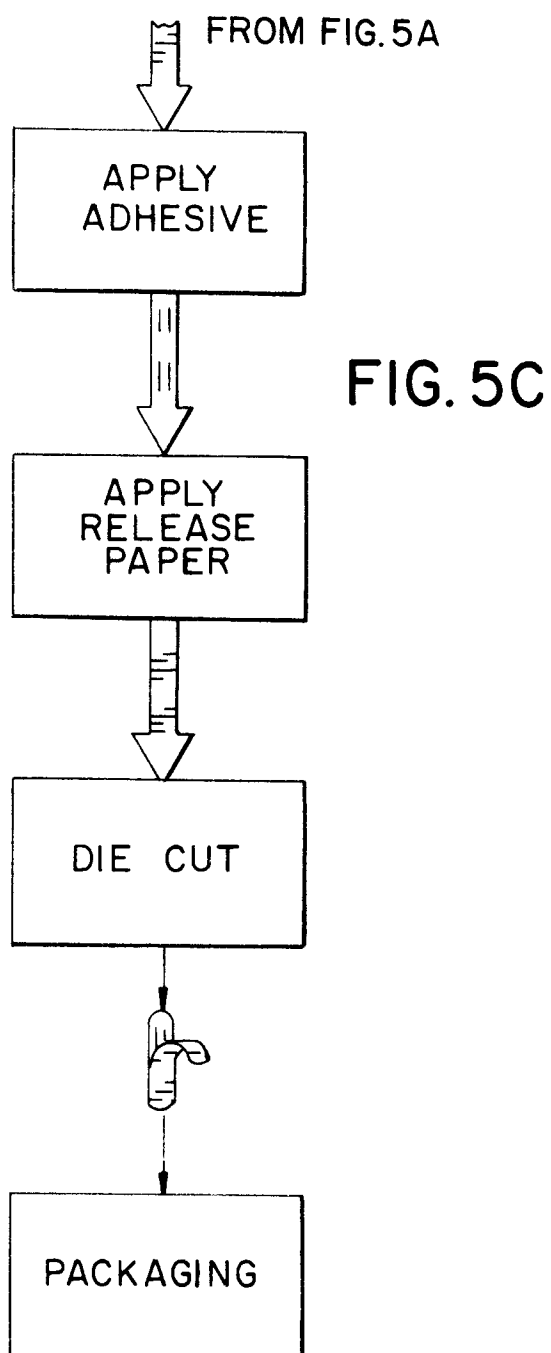 FROM FIG. 5A
APPLY
ADHESIVE
FIG. 5C
APPLY
RELEASE
PAPER
DIE CUT
PACKAGING